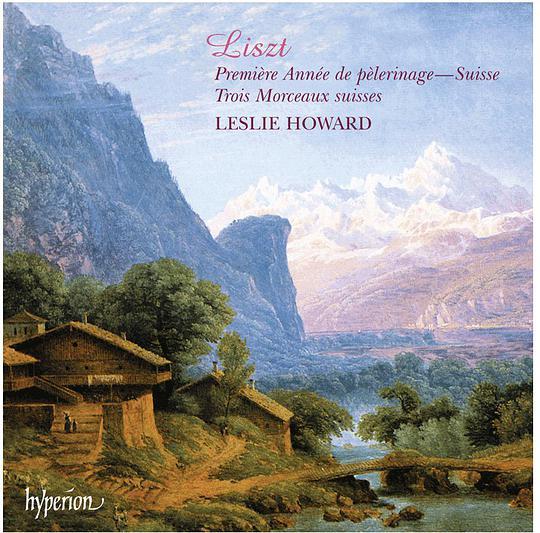 Liszt
Première Année de pèlerinage—Suisse
Trois Morceaux suisses
LESLIE HOWARD
hyperion